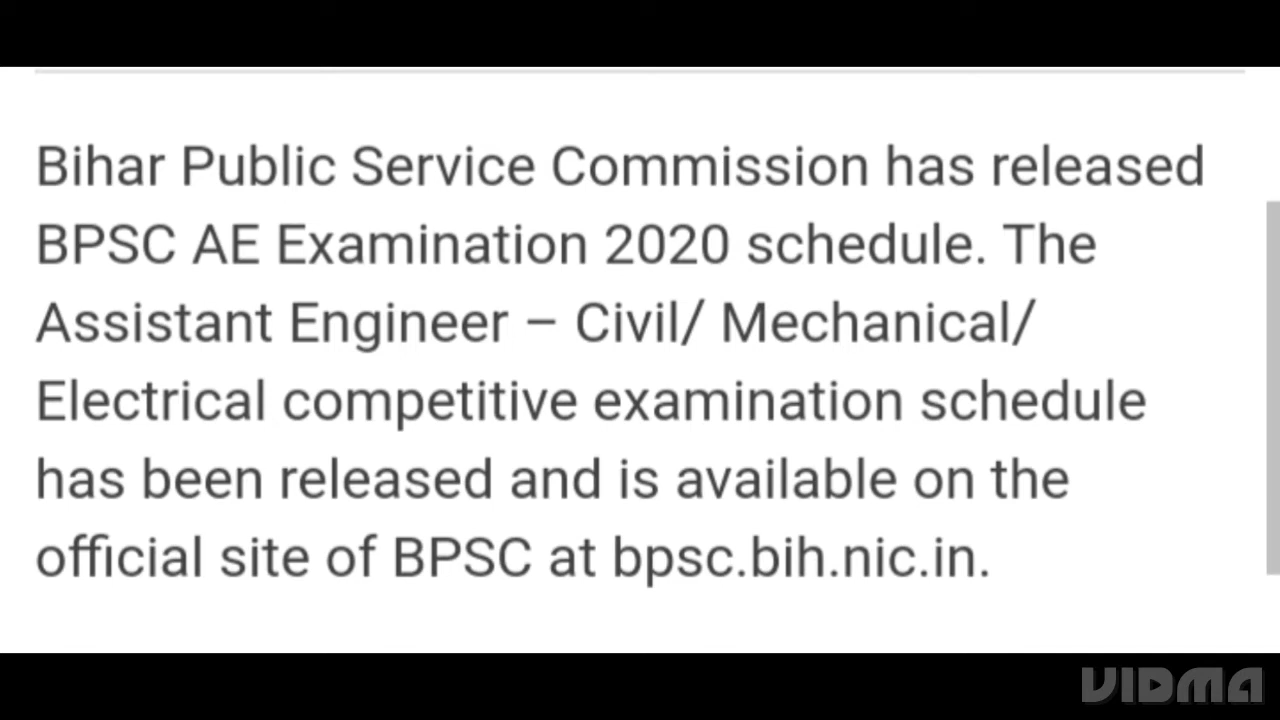 Bihar Public Service Commission has released
BPSC AE Examination 2020 schedule. The
Assistant Engineer – Civil/ Mechanical/
Electrical competitive examination schedule
has been released and is available on the
official site of BPSC at bpsc.bih.nic.in.
VIDMA